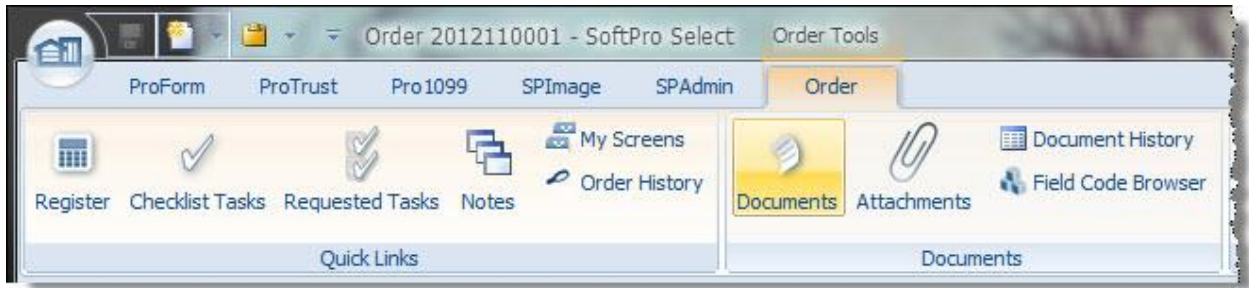 Order 2012110001 - SoftPro Select Order Tools
ProForm ProTrust Pro1099 SPImage SPAdmin Order
My Screens Document History
Order History Field Code Browser
Register Checklist Tasks Requested Tasks Notes Documents Attachments
Quick Links Documents